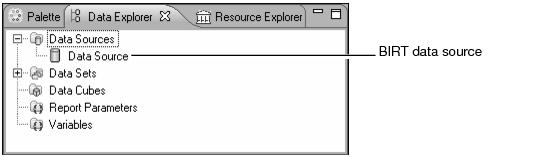 Palette Data Explorer Resource Explorer
Data Sources
Data Source BIRT data source
Data Sets
Data Cubes
Report Parameters
Variables